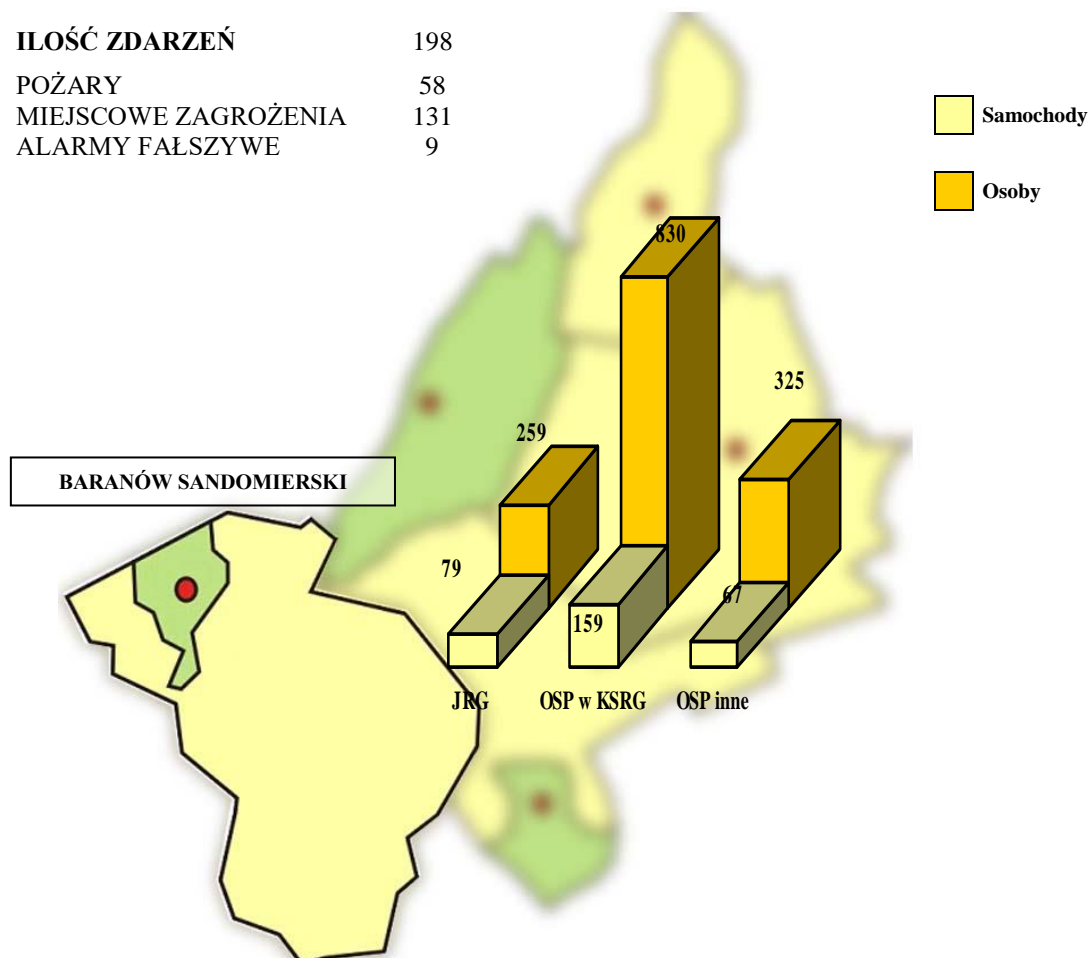 ILOŚĆ ZDARZEŃ 198
POŻARY 58
MIEJSCOWE ZAGROŻENIA 131
ALARMY FAŁSZYWE 9
Samochody
Osoby
830
325
259
BARANÓW SANDOMIERSKI
79
67
159
JRG OSP w KSRG OSP inne